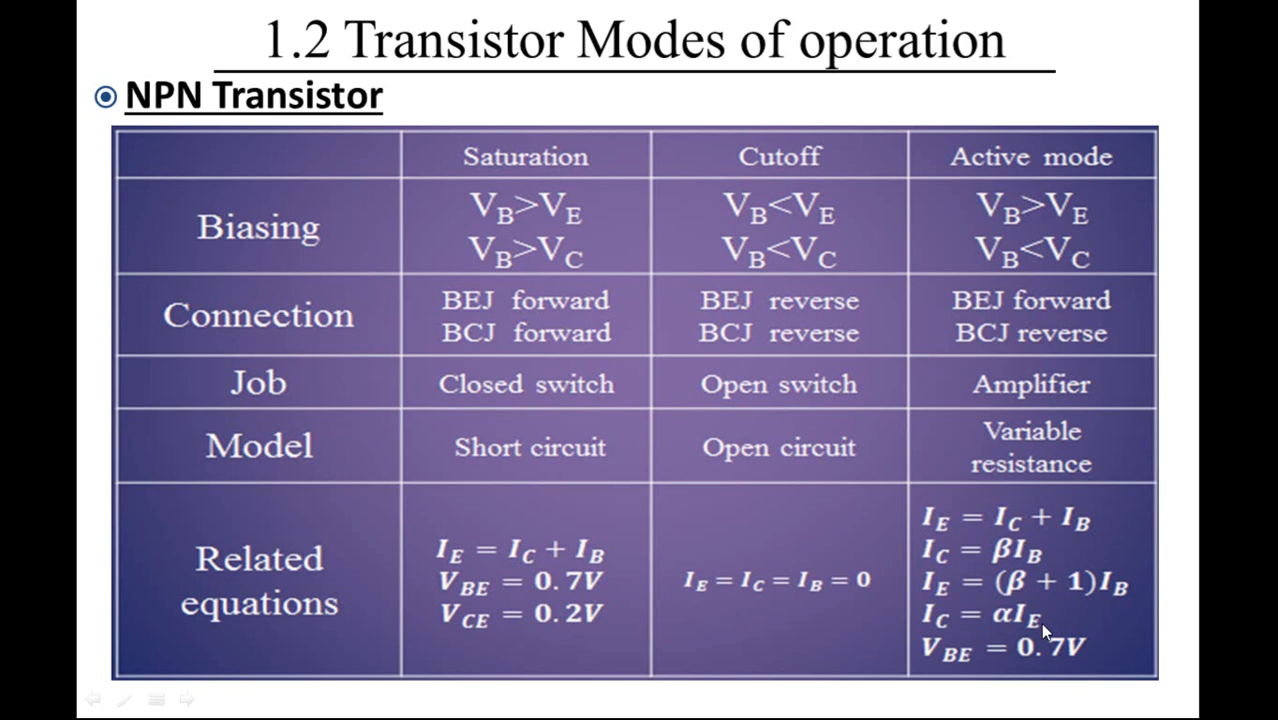 1.2 Transistor Modes of operation
NPN Transistor
Saturation Cutoff Active mode
Biasing
V_B>V_E
V_B>V_C
V_B<V_E
V_B<V_C
V_B>V_E
V_B<V_C
Connection
BEJ forward
BCJ forward
BEJ reverse
BCJ reverse
BEJ forward
BCJ reverse
Job Closed switch Open switch Amplifier
Model Short circuit Open circuit
Variable
resistance
Related
equations
I_E = I_C + I_B
V_BE = 0.7V
V_CE = 0.2V
I_E = I_C = I_B = 0
I_E = I_C + I_B
I_C = βI_B
I_E = (β + 1)I_B
I_C = αI_E
V_BE = 0.7V